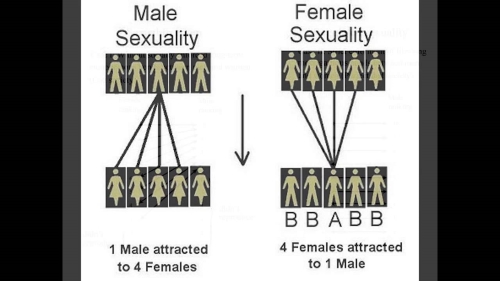 Male
Sexuality
Female
Sexuality
B B A B B
1 Male attracted
to 4 Females
4 Females attracted
to 1 Male